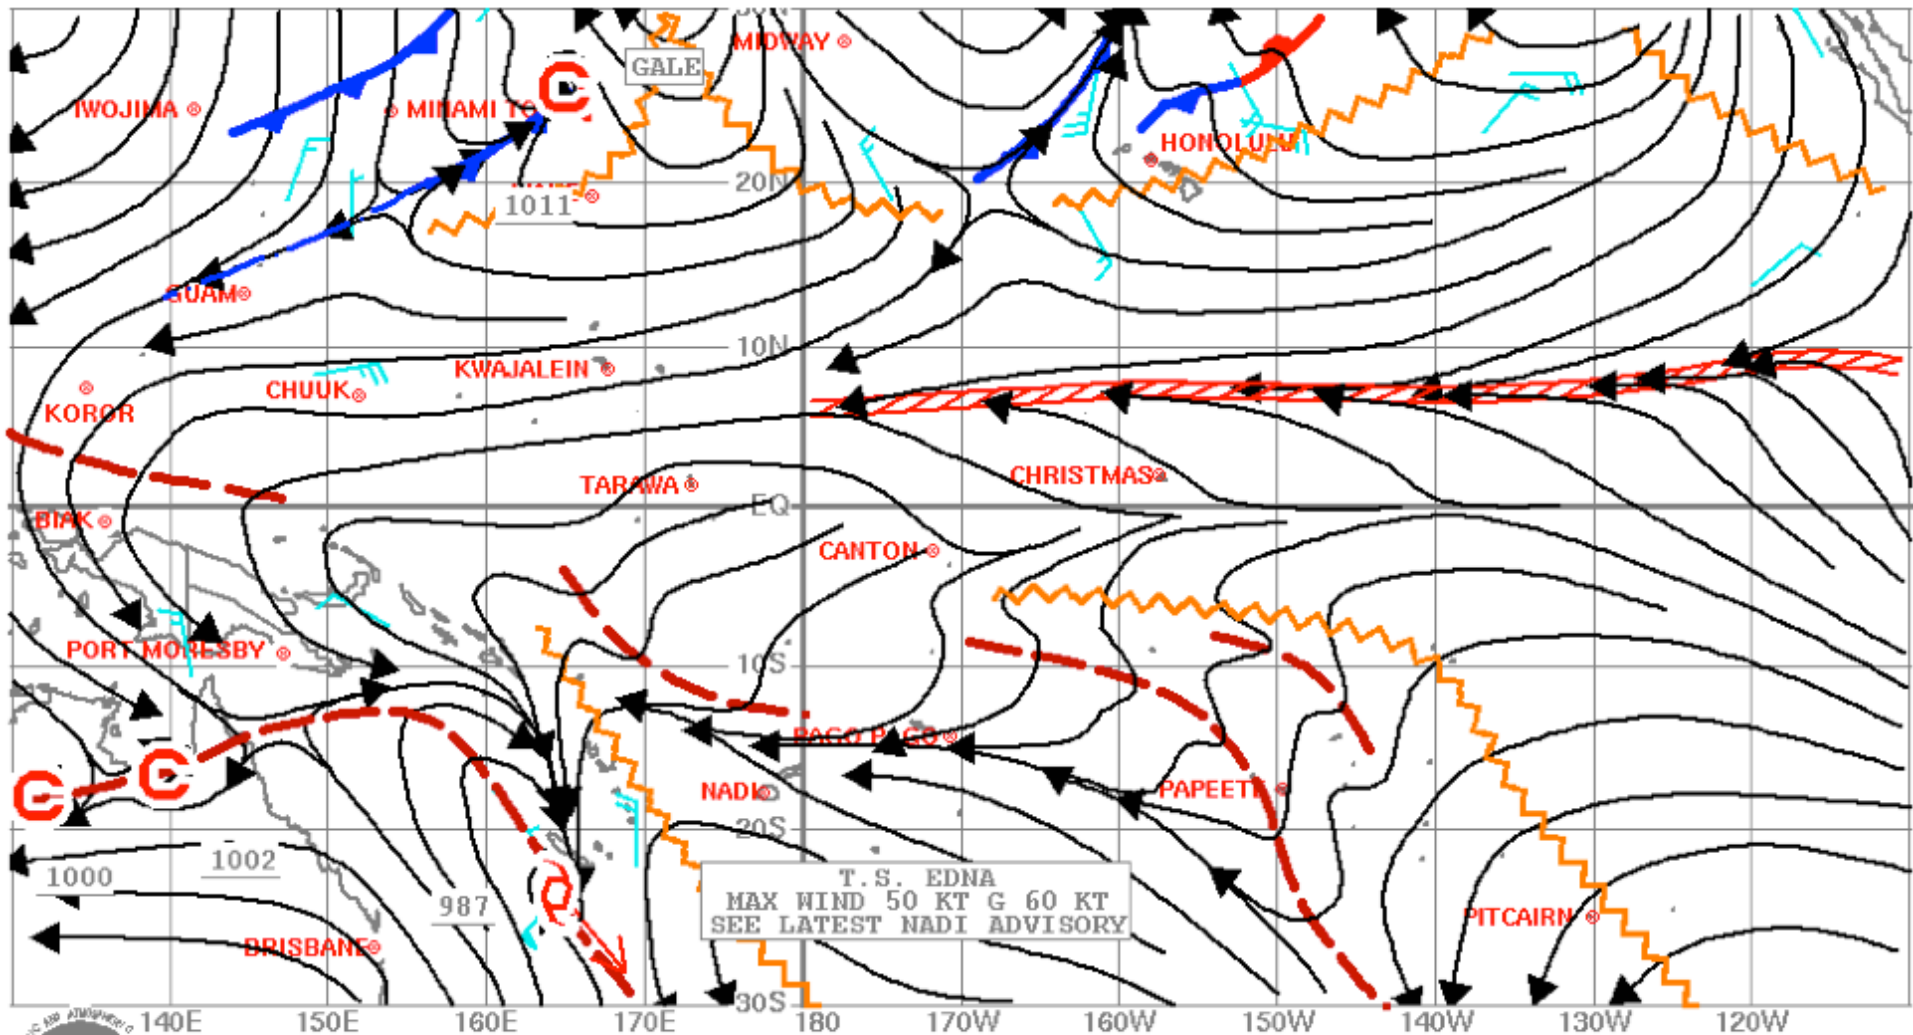 30N
MIDWAY
GALE
IWOJIMA
MINAMI TO
HONOLULU
20N
1011
GUAM
10N
KWAJALEIN
CHUUK
KOROR
CHRISTMAS
TARAWA
EQ
BIAK
CANTON
PORT MORESBY
10S
PAGO PAGO
NADI
PAPEETE
20S
1002
1000
T.S. EDNA
987
MAX WIND 50 KT G 60 KT
SEE LATEST NADI ADVISORY
PITCAIRN
BRISBANE
30S
140E 150E 160E 170E 180 170W 160W 150W 140W 130W 120W